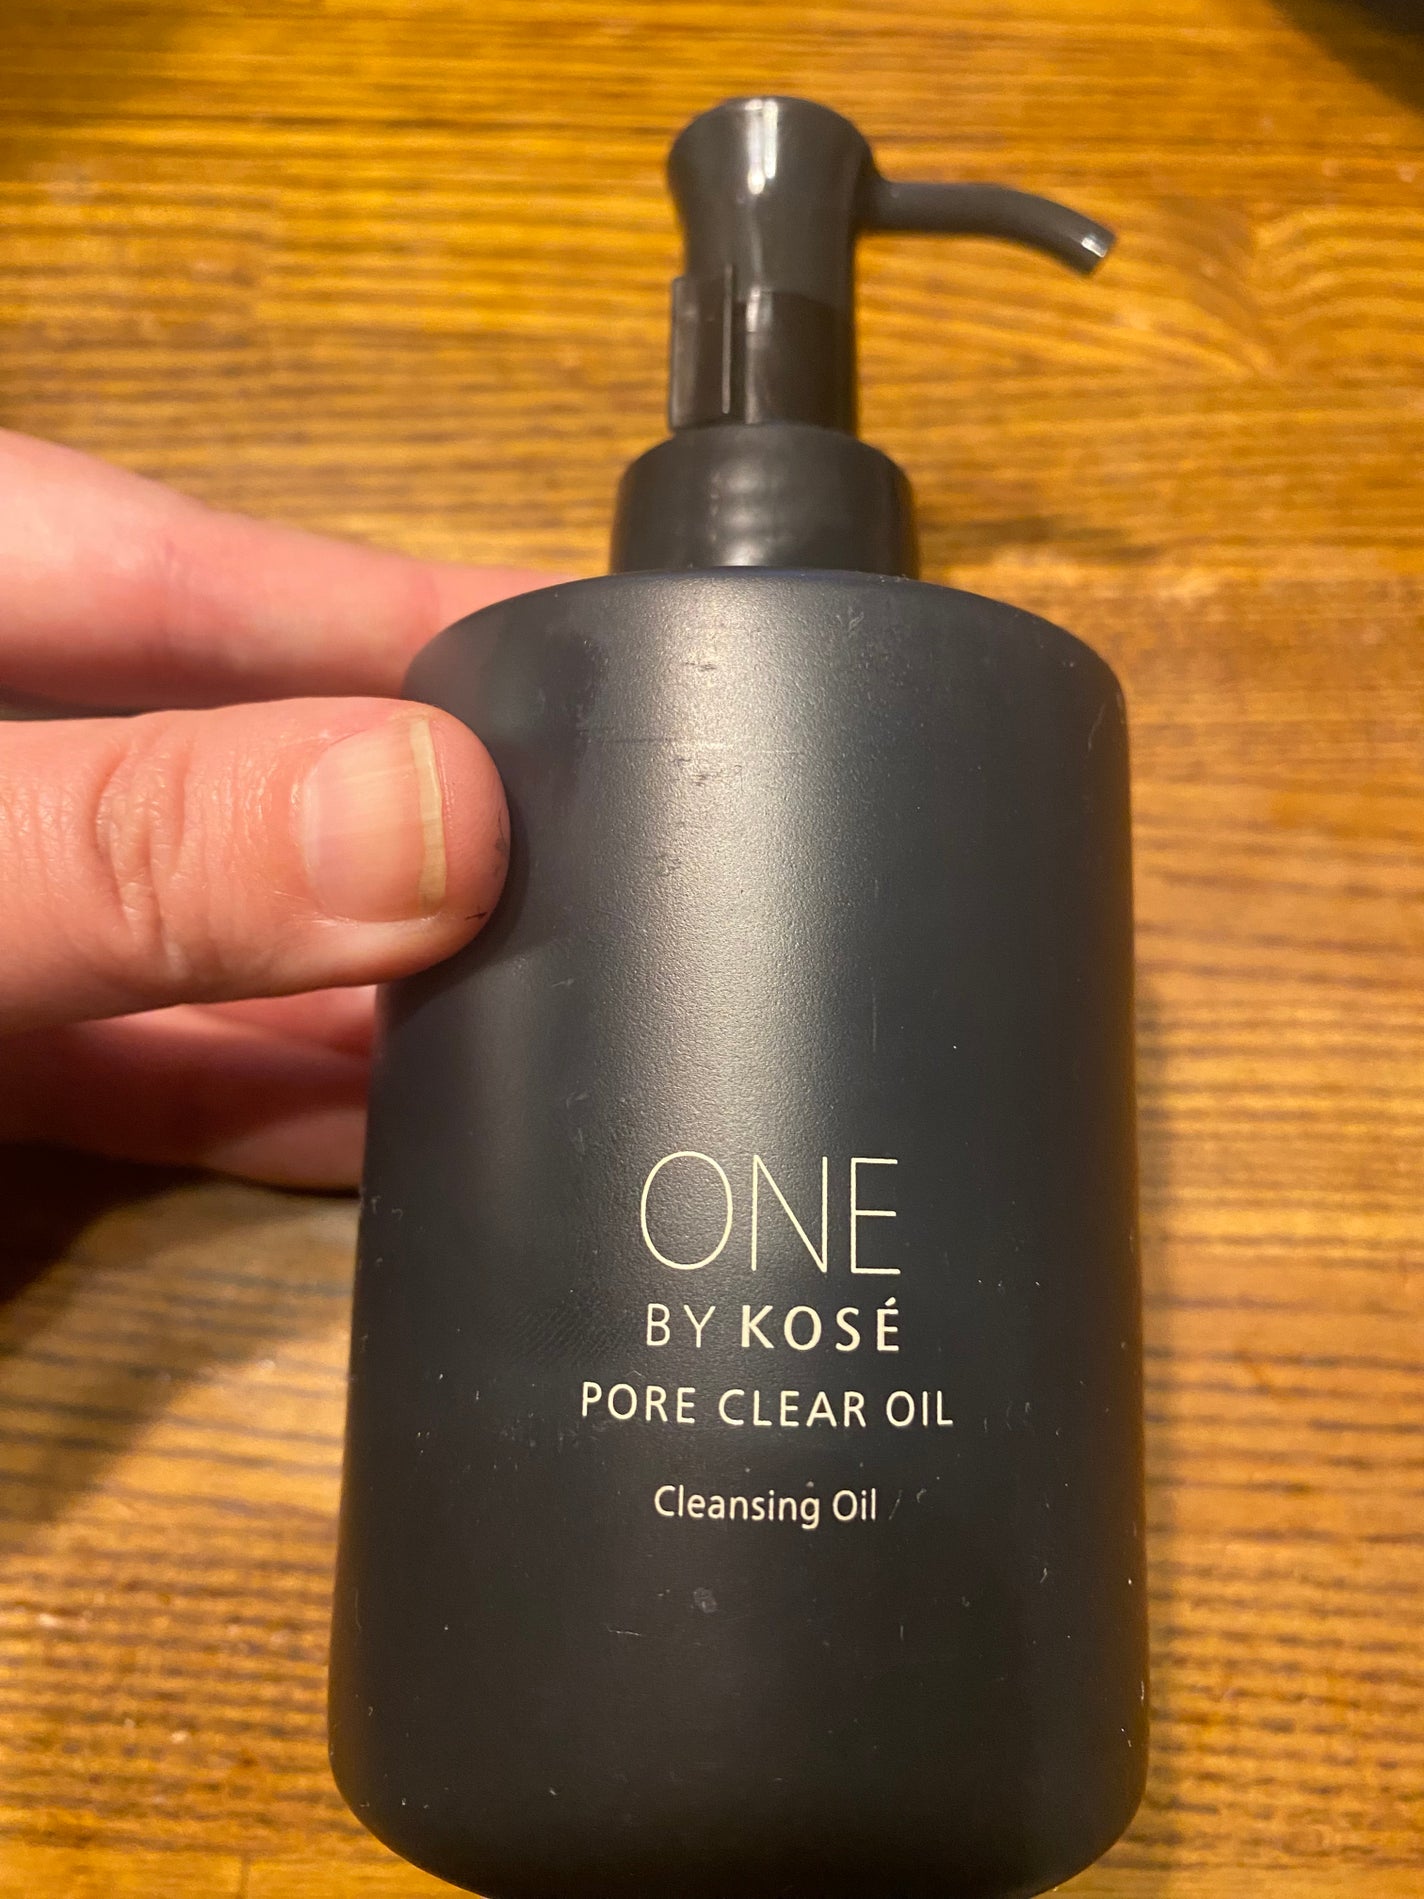 ONE
BY KOSÉ
PORE CLEAR OIL
Cleansing Oil